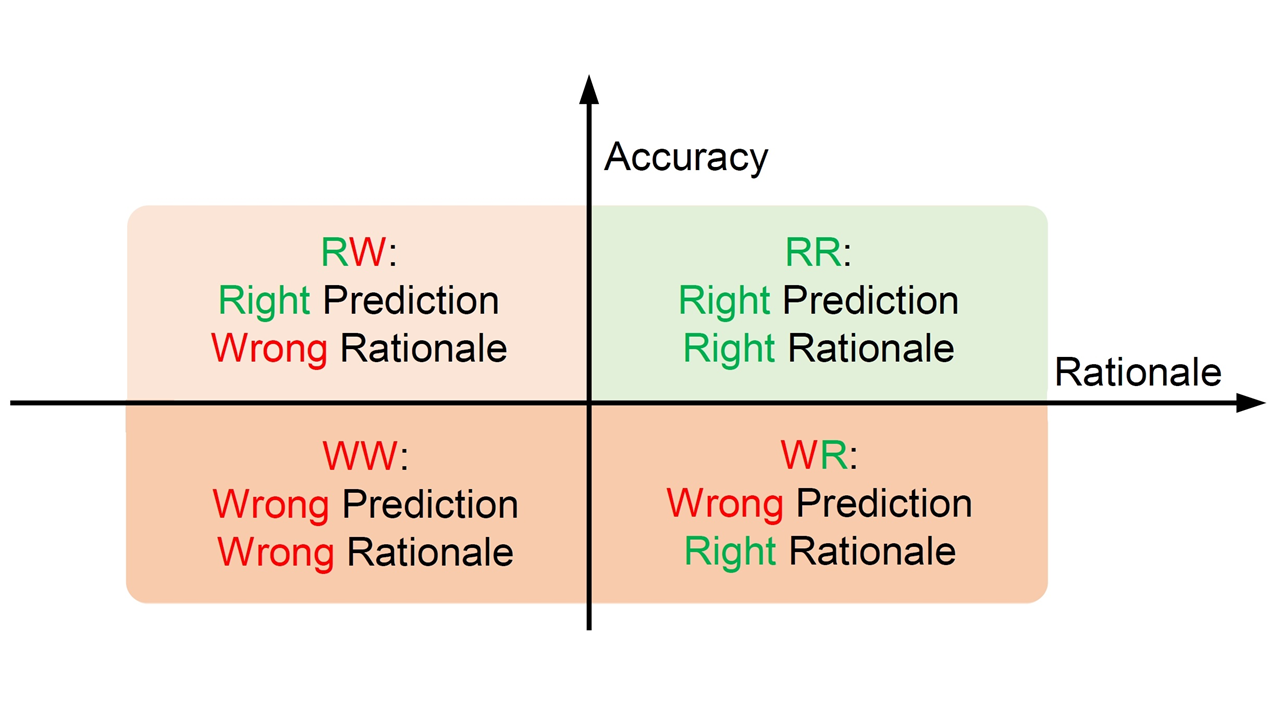 Accuracy
RW:
Right Prediction
Wrong Rationale
RR:
Right Prediction
Right Rationale
Rationale
WW:
Wrong Prediction
Wrong Rationale
WR:
Wrong Prediction
Right Rationale